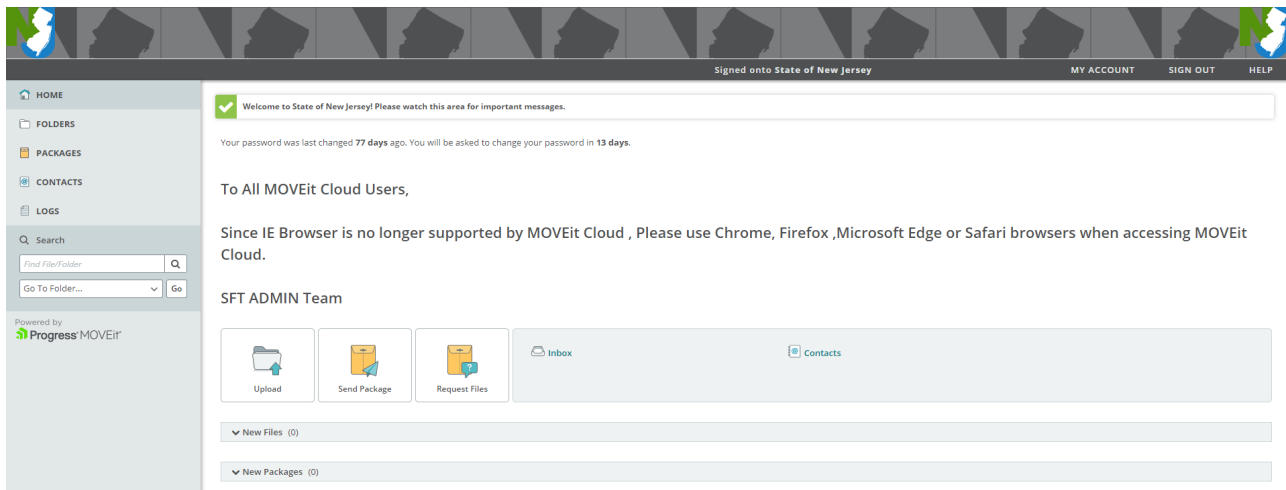 Signed onto State of New Jersey
MY ACCOUNT
SIGN OUT
HELP
HOME
FOLDERS
PACKAGES
CONTACTS
LOGS
Search
Find File/Folder
Go To Folder...
Go
Powered by
Progress MOVEit
Welcome to State of New Jersey! Please watch this area for important messages.
Your password was last changed 77 days ago. You will be asked to change your password in 13 days.
To All MOVEit Cloud Users,
Since IE Browser is no longer supported by MOVEit Cloud , Please use Chrome, Firefox ,Microsoft Edge or Safari browsers when accessing MOVEit
Cloud.
SFT ADMIN Team
Upload
Send Package
Request Files
Inbox
Contacts
New Files (0)
New Packages (0)